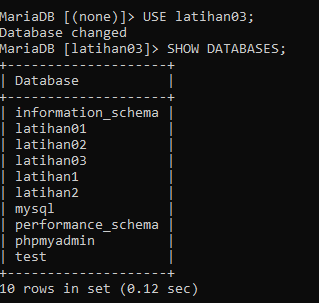 MariaDB [(none)]> USE latihan03;
Database changed
MariaDB [latihan03]> SHOW DATABASES;
+--------------------+
| Database           |
+--------------------+
| information_schema |
| latihan01          |
| latihan02          |
| latihan03          |
| latihan1           |
| latihan2           |
| mysql              |
| performance_schema |
| phpmyadmin         |
| test               |
+--------------------+
10 rows in set (0.12 sec)